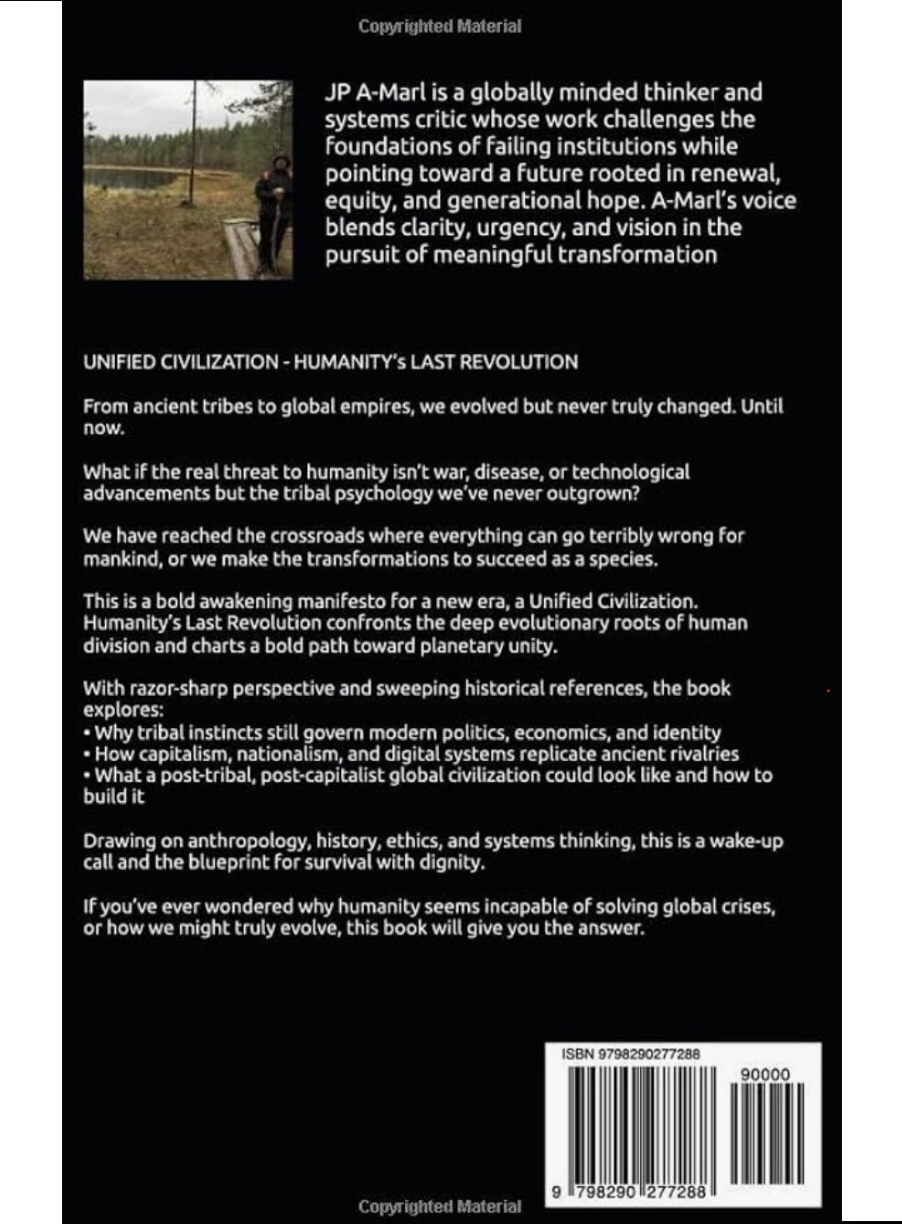 Copyrighted Material
JP A-Marl is a globally minded thinker and
systems critic whose work challenges the
foundations of failing institutions while
pointing toward a future rooted in renewal,
equity, and generational hope. A-Marl's voice
blends clarity, urgency, and vision in the
pursuit of meaningful transformation
UNIFIED CIVILIZATION - HUMANITY's LAST REVOLUTION
From ancient tribes to global empires, we evolved but never truly changed. Until
now.
What if the real threat to humanity isn't war, disease, or technological
advancements but the tribal psychology we've never outgrown?
We have reached the crossroads where everything can go terribly wrong for
mankind, or we make the transformations to succeed as a species.
This is a bold awakening manifesto for a new era, a Unified Civilization.
Humanity's Last Revolution confronts the deep evolutionary roots of human
division and charts a bold path toward planetary unity.
With razor-sharp perspective and sweeping historical references, the book
explores:
• Why tribal instincts still govern modern politics, economics, and identity
• How capitalism, nationalism, and digital systems replicate ancient rivalries
• What a post-tribal, post-capitalist global civilization could look like and how to
build it
Drawing on anthropology, history, ethics, and systems thinking, this is a wake-up
call and the blueprint for survival with dignity.
If you've ever wondered why humanity seems incapable of solving global crises,
or how we might truly evolve, this book will give you the answer.
ISBN 9798290277288
90000
9 798290 277288
Copyrighted Material